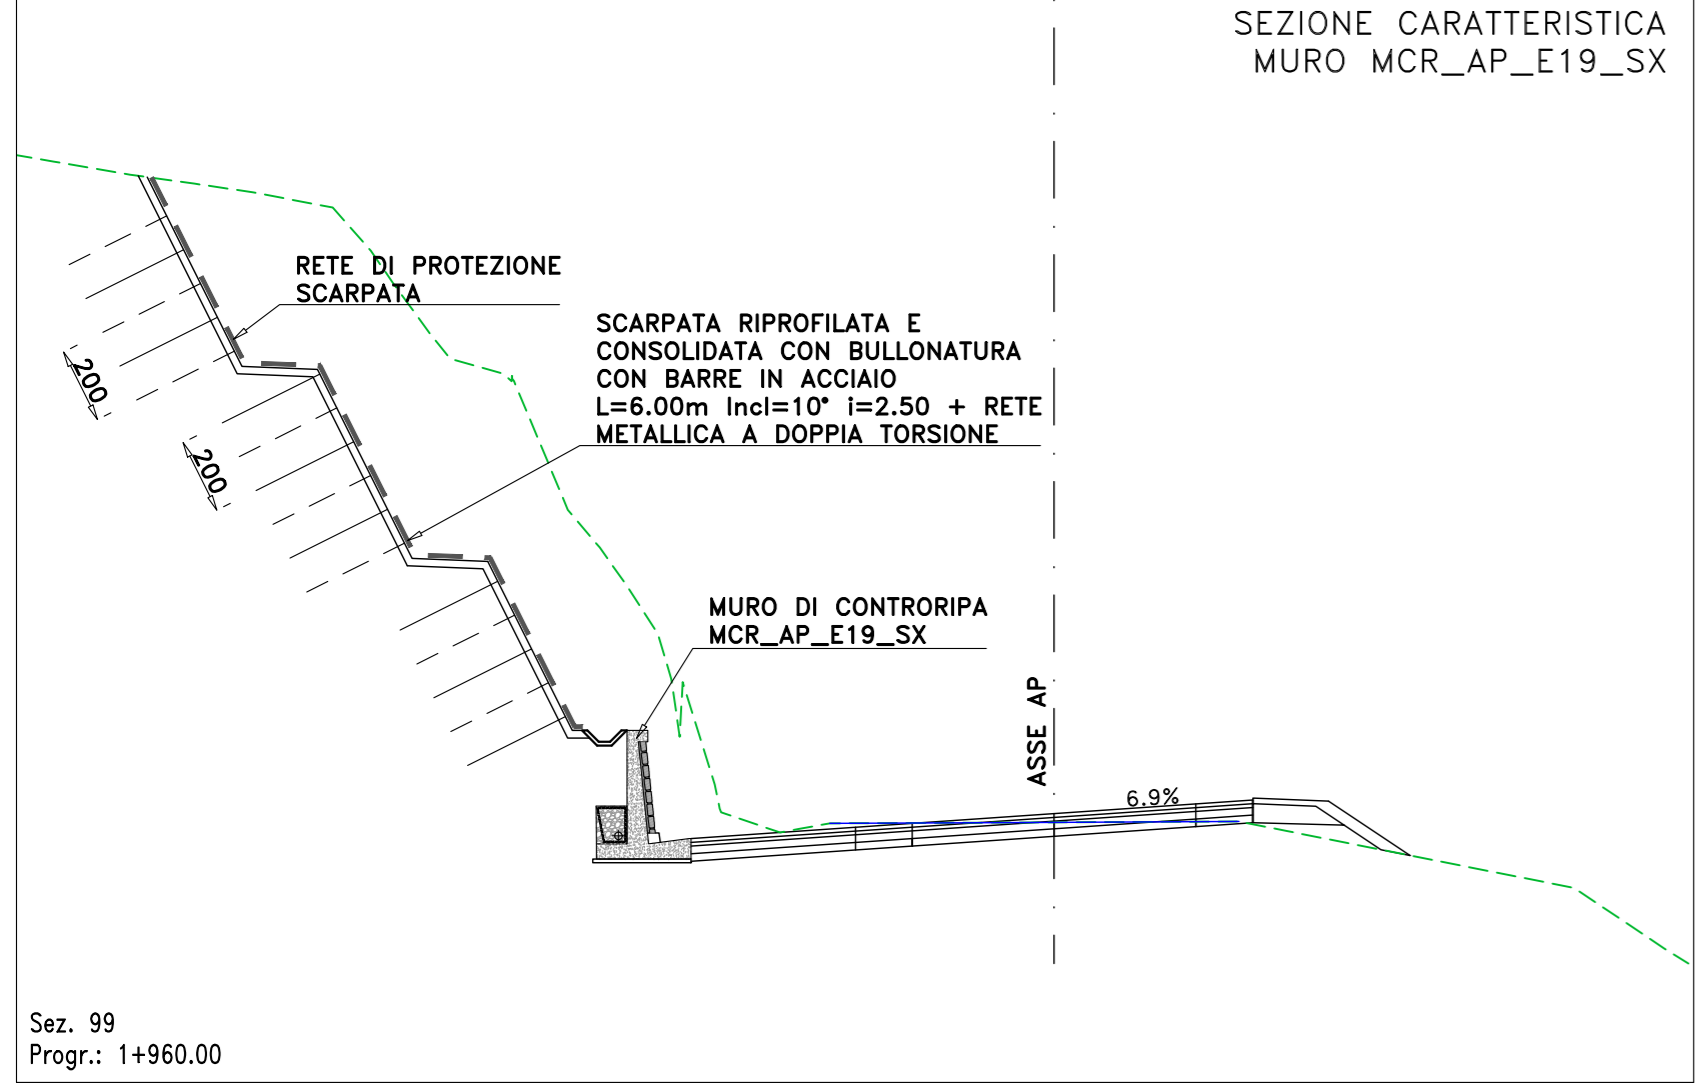 SEZIONE CARATTERISTICA
MURO MCR_AP_E19_SX
RETE DI PROTEZIONE
SCARPATA
SCARPATA RIPROFILATA E
CONSOLIDATA CON BULLONATURA
CON BARRE IN ACCIAIO
L=6.00m Incl=10° i=2.50 + RETE
METALLICA A DOPPIA TORSIONE
200
200
MURO DI CONTRORIPA
MCR_AP_E19_SX
ASSE AP
6.9%
Sez. 99
Progr.: 1+960.00